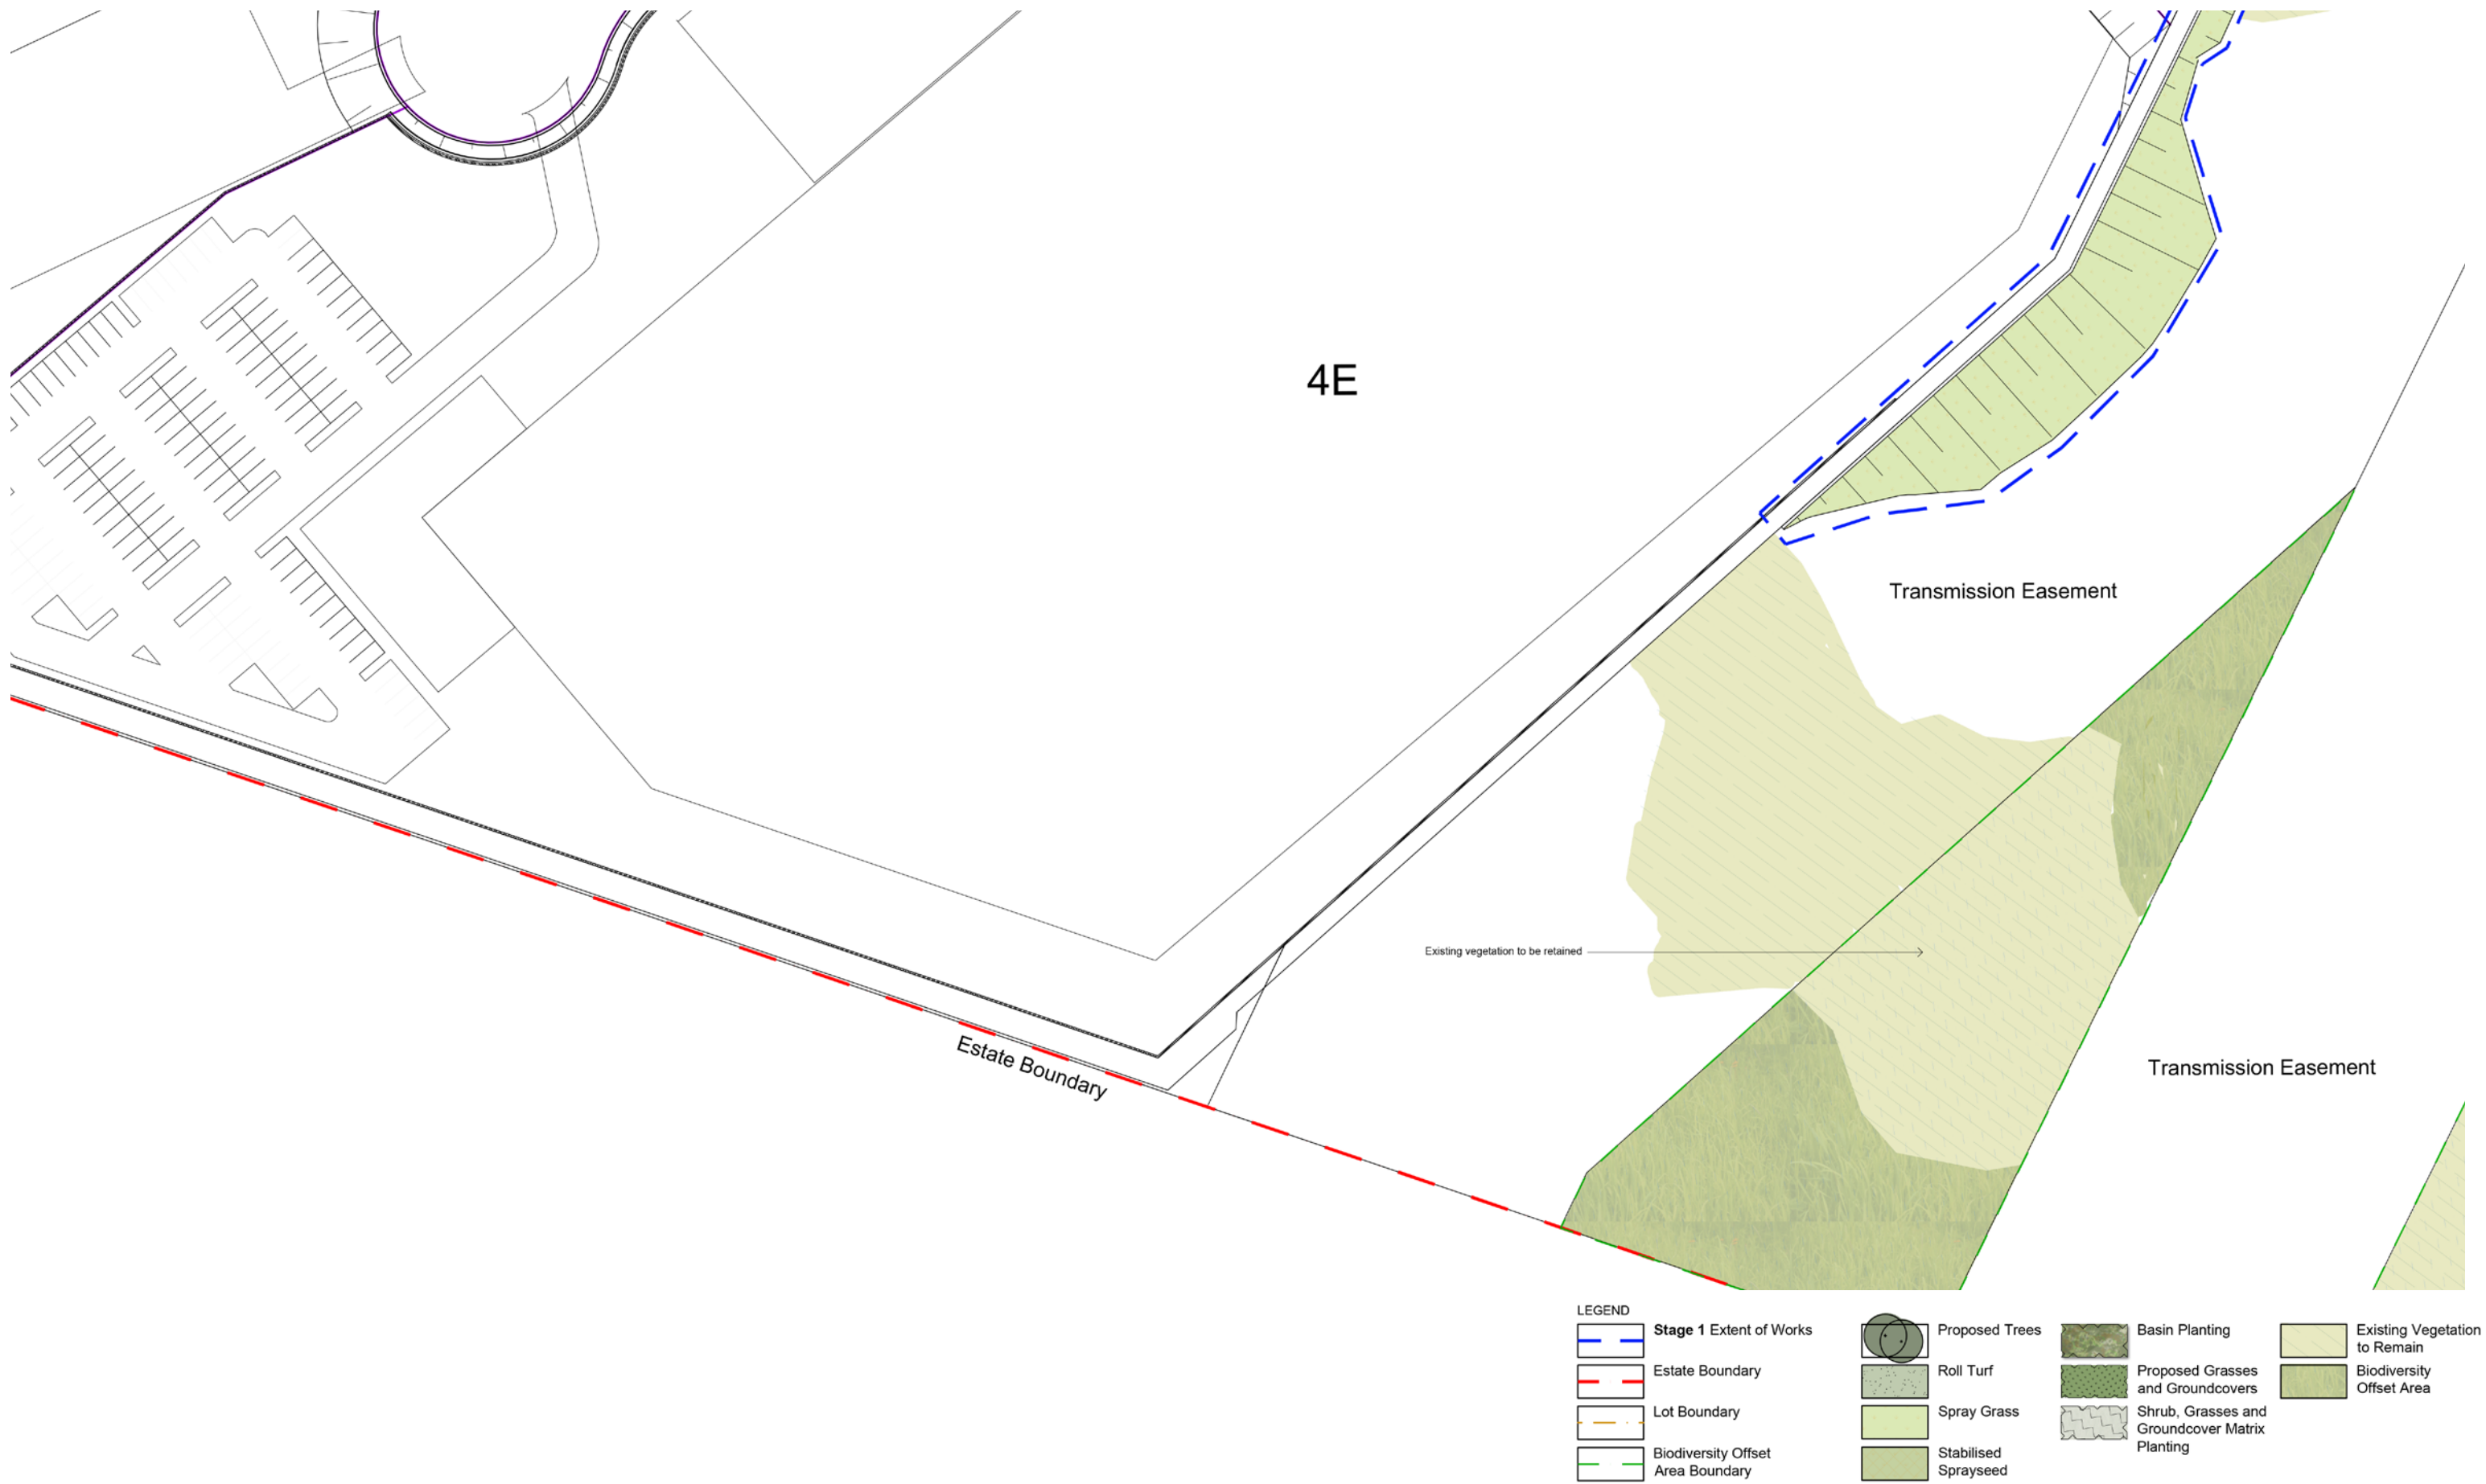 4E
Transmission Easement
Existing vegetation to be retained
Estate Boundary
Transmission Easement
LEGEND
Stage 1 Extent of Works
Estate Boundary
Lot Boundary
Biodiversity Offset
Area Boundary
Proposed Trees
Roll Turf
Spray Grass
Stabilised
Sprayseed
Basin Planting
Proposed Grasses
and Groundcovers
Shrub, Grasses and
Groundcover Matrix
Planting
Existing Vegetation
to Remain
Biodiversity
Offset Area